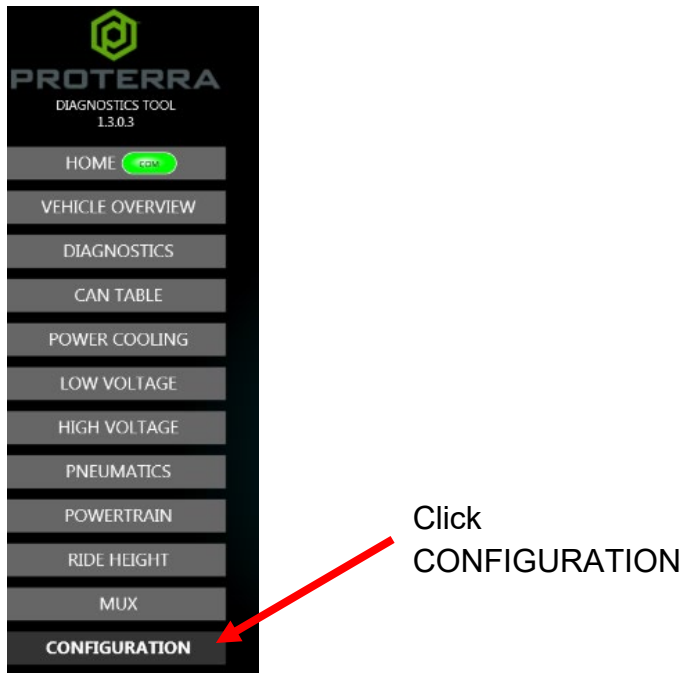 PROTERRA
DIAGNOSTICS TOOL
1.3.0.3
HOME COM
VEHICLE OVERVIEW
DIAGNOSTICS
CAN TABLE
POWER COOLING
LOW VOLTAGE
HIGH VOLTAGE
PNEUMATICS
POWERTRAIN
RIDE HEIGHT
MUX
CONFIGURATION
Click
CONFIGURATION